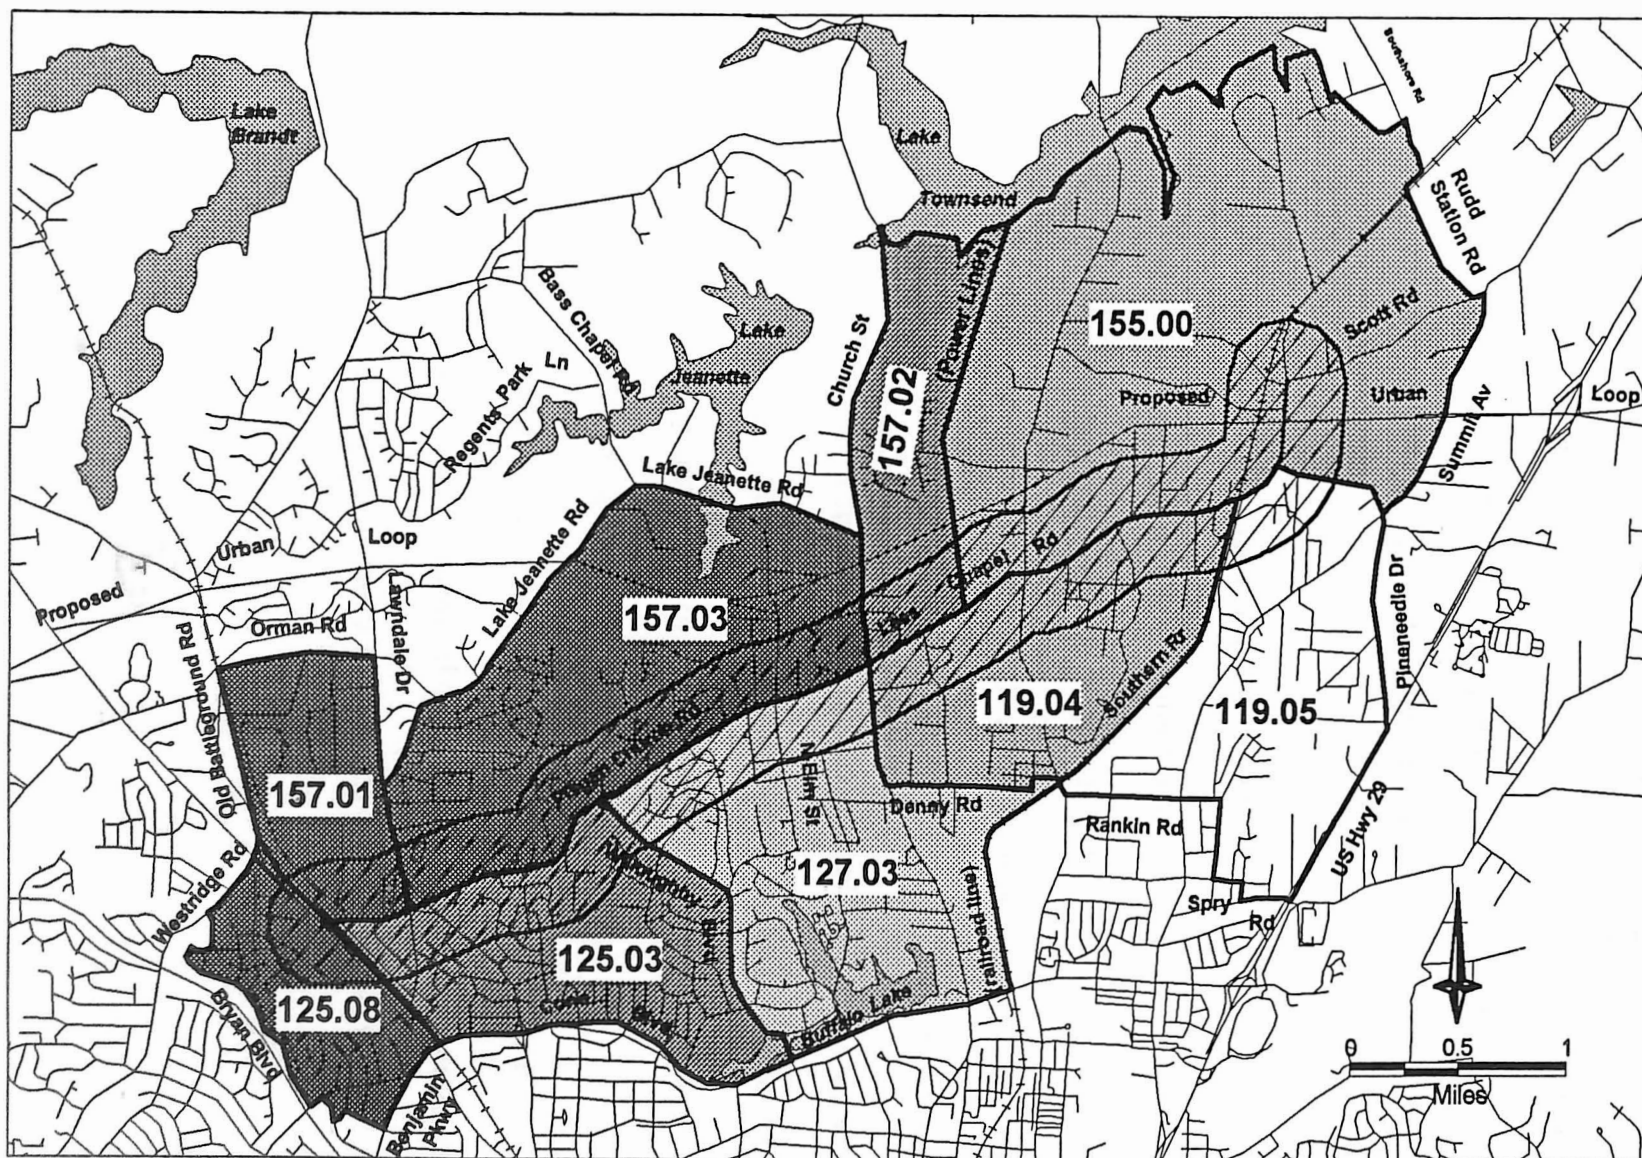 Southshore Rd
Lake
Brandt
Lake
Townsend
Rudd
Station Rd
Bass Chapel Rd
Church St
(Power Lines)
155.00
Scott Rd
Lake
Jeanette
Ln
Regents Park
157.02
Proposed
Urban
Loop
Summit Av
Lake Jeanette Rd
Lake Jeanette Rd
Urban
Loop
Proposed
Orman Rd
Lawndale Dr
157.03
Lees
Chapel
Rd
Pineneedle Dr
Old Battleground Rd
119.04
Southern Rr
119.05
Pisgah Church Rd
N Elm St
157.01
Denny Rd
Rankin Rd
US Hwy 29
Westridge Rd
Willoughby
Blvd
127.03
(railroad line)
Spry
Rd
125.03
125.08
Cone
Blvd
Buffalo Lake
Bryan Blvd
Benjamin
Pkwy
0
0.5
1
Miles